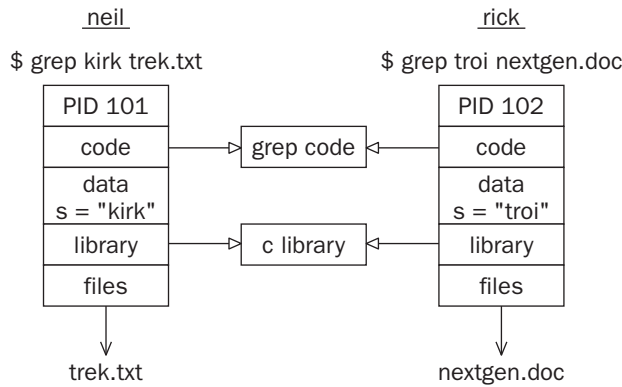 neil
rick
$ grep kirk trek.txt
$ grep troi nextgen.doc
PID 101
PID 102
code
grep code
code
data
s = "kirk"
data
s = "troi"
library
c library
library
files
files
trek.txt
nextgen.doc